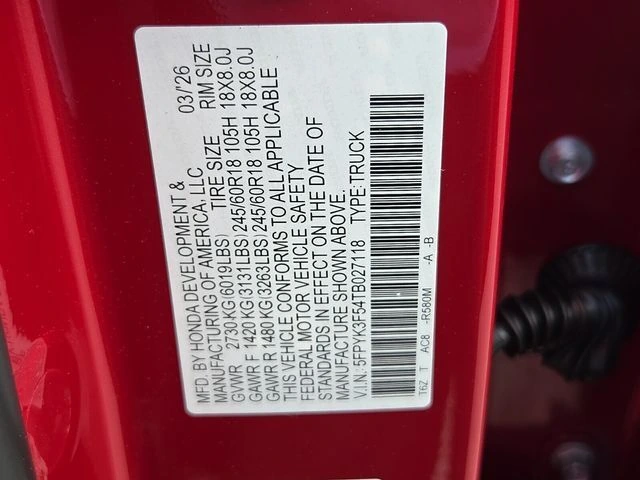 MFD. BY HONDA DEVELOPMENT & 03/'26
MANUFACTURING OF AMERICA, LLC
TIRE SIZE RIM SIZE
GVWR 2730 KG(6019LBS)
GAWR F 1420 KG(3131LBS) 245/60R18 105H 18X8.0J
GAWR R 1480 KG(3263LBS) 245/60R18 105H 18X8.0J
THIS VEHICLE CONFORMS TO ALL APPLICABLE
FEDERAL MOTOR VEHICLE SAFETY
STANDARDS IN EFFECT ON THE DATE OF
MANUFACTURE SHOWN ABOVE.
V.I.N.: 5FPYK3F54TB027118 TYPE: TRUCK
T6Z T AC8 -R580M -A -B